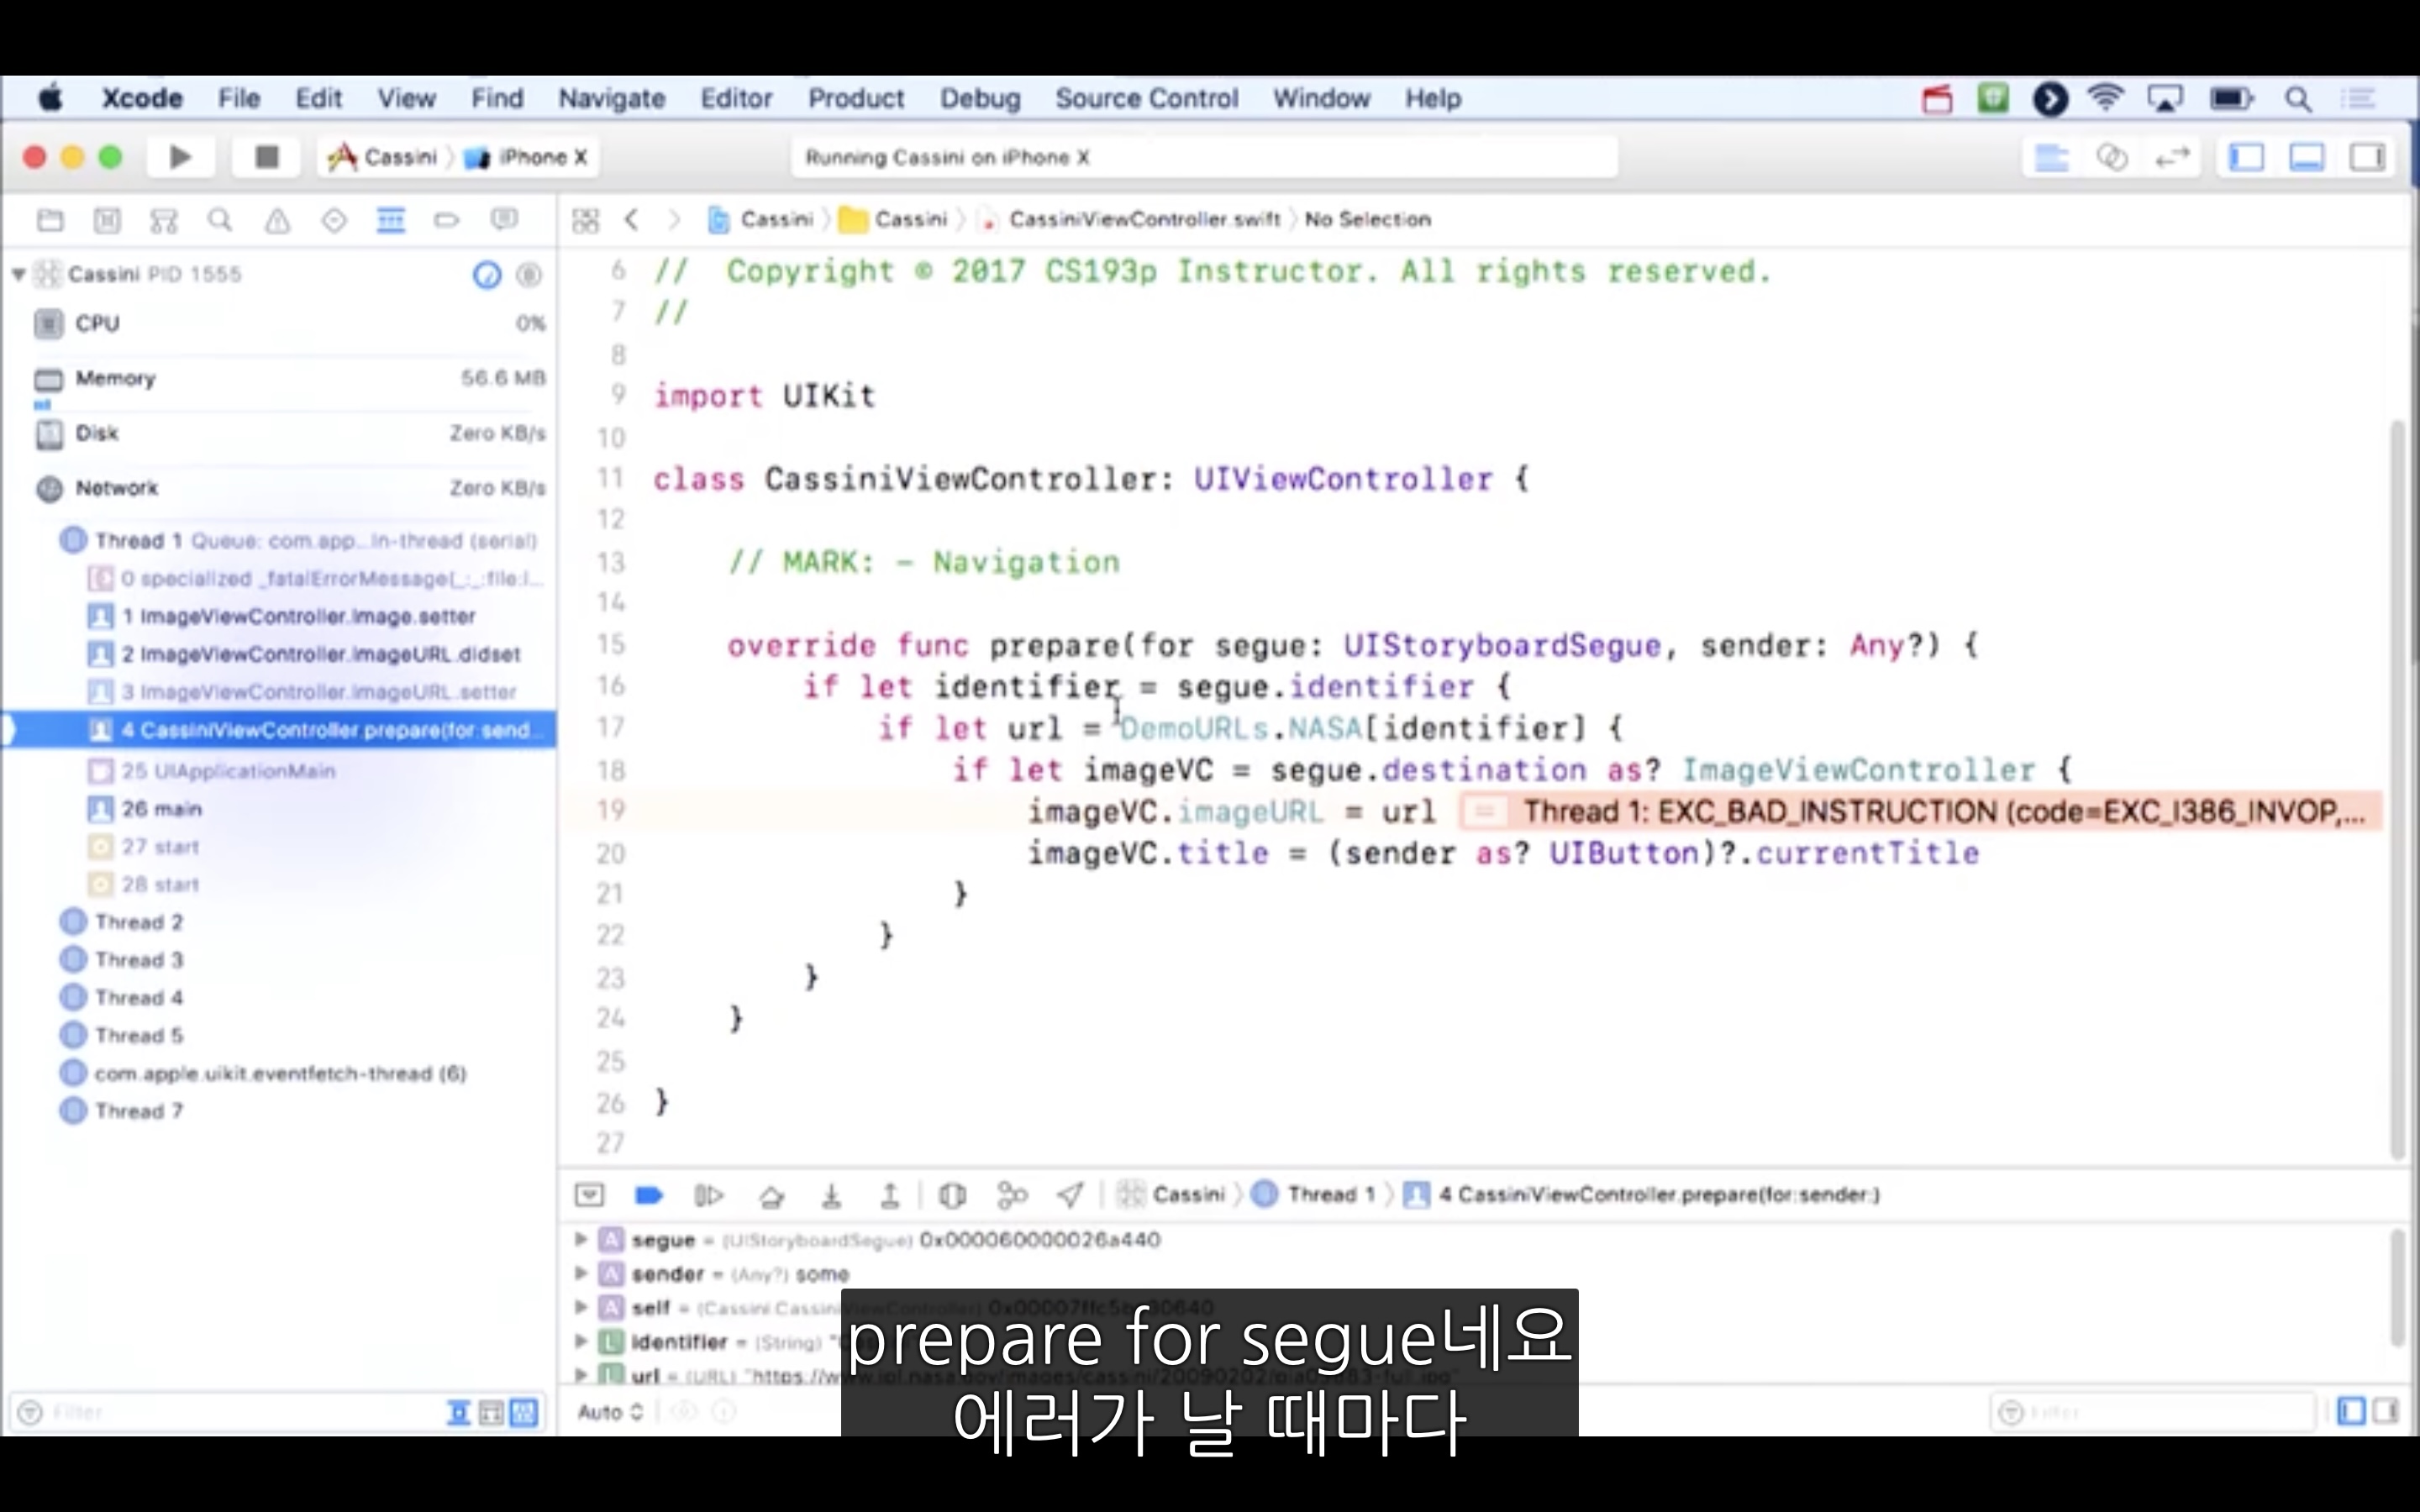 Xcode File Edit View Find Navigate Editor Product Debug Source Control Window Help
Cassini iPhone X
Running Cassini on iPhone X
Cassini Cassini CassiniViewController.swift No Selection
Cassini PID 1555
CPU 0%
Memory 56.6 MB
Disk Zero KB/s
Network Zero KB/s
Thread 1 Queue: com.app...in-thread (serial)
0 specialized _fatalErrorMessage(_:_:file:l...
1 ImageViewController.image.setter
2 ImageViewController.imageURL.didset
3 ImageViewController.imageURL.setter
4 CassiniViewController.prepare(for:send...
25 UIApplicationMain
26 main
27 start
28 start
Thread 2
Thread 3
Thread 4
Thread 5
com.apple.uikit.eventfetch-thread (6)
Thread 7
Filter
6 // Copyright © 2017 CS193p Instructor. All rights reserved.
7 //
8
9 import UIKit
10
11 class CassiniViewController: UIViewController {
12
13 // MARK: - Navigation
14
15 override func prepare(for segue: UIStoryboardSegue, sender: Any?) {
16 if let identifier = segue.identifier {
17 if let url = DemoURLs.NASA[identifier] {
18 if let imageVC = segue.destination as? ImageViewController {
19 imageVC.imageURL = url = Thread 1: EXC_BAD_INSTRUCTION (code=EXC_I386_INVOP,...
20 imageVC.title = (sender as? UIButton)?.currentTitle
21 }
22 }
23 }
24 }
25
26 }
27
Cassini Thread 1 4 CassiniViewController.prepare(for:sender:)
A segue = (UIStoryboardSegue) 0x000060000026a440
A sender = (Any?) some
A self = (Cassini.CassiniViewController)
L identifier = (String)
L url = (URL)
Auto
Filter
prepare for segue네요
에러가 날 때마다